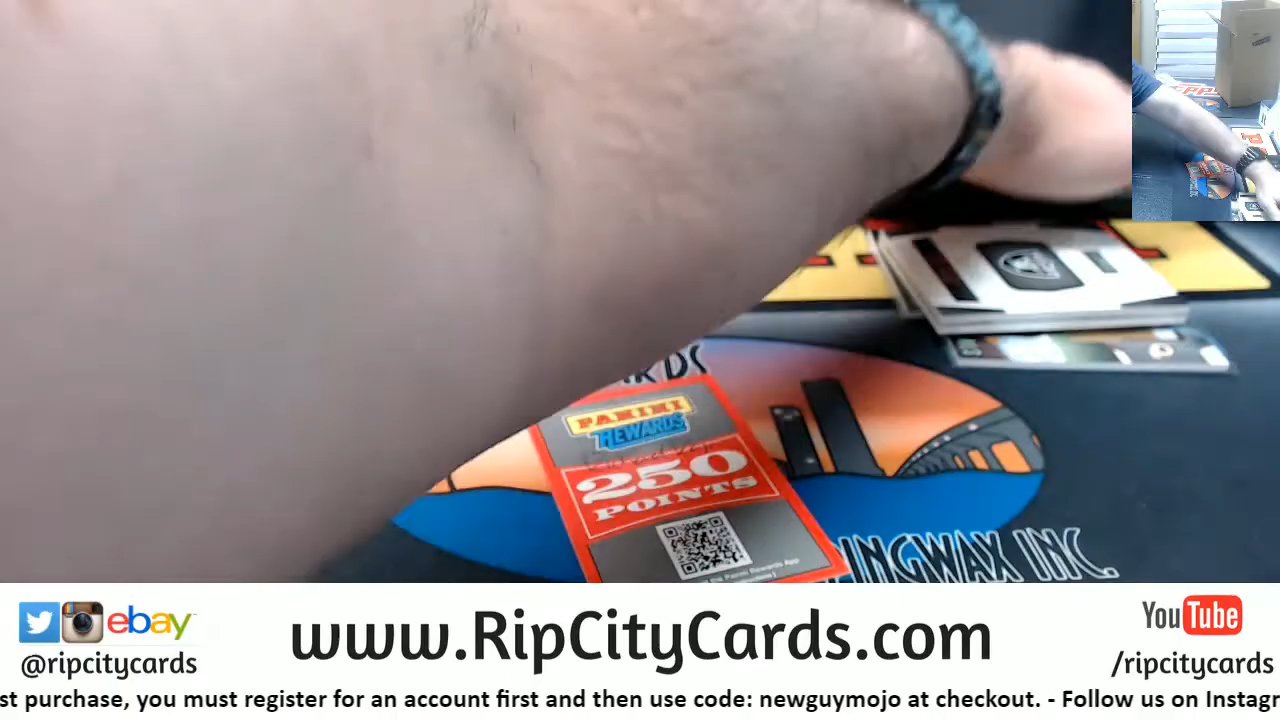 PANINI
REWARDS
250
POINTS
INGWAX INC.
ebay
www.RipCityCards.com
YouTube
@ripcitycards
/ripcitycards
st purchase, you must register for an account first and then use code: newguymojo at checkout. - Follow us on Instagr